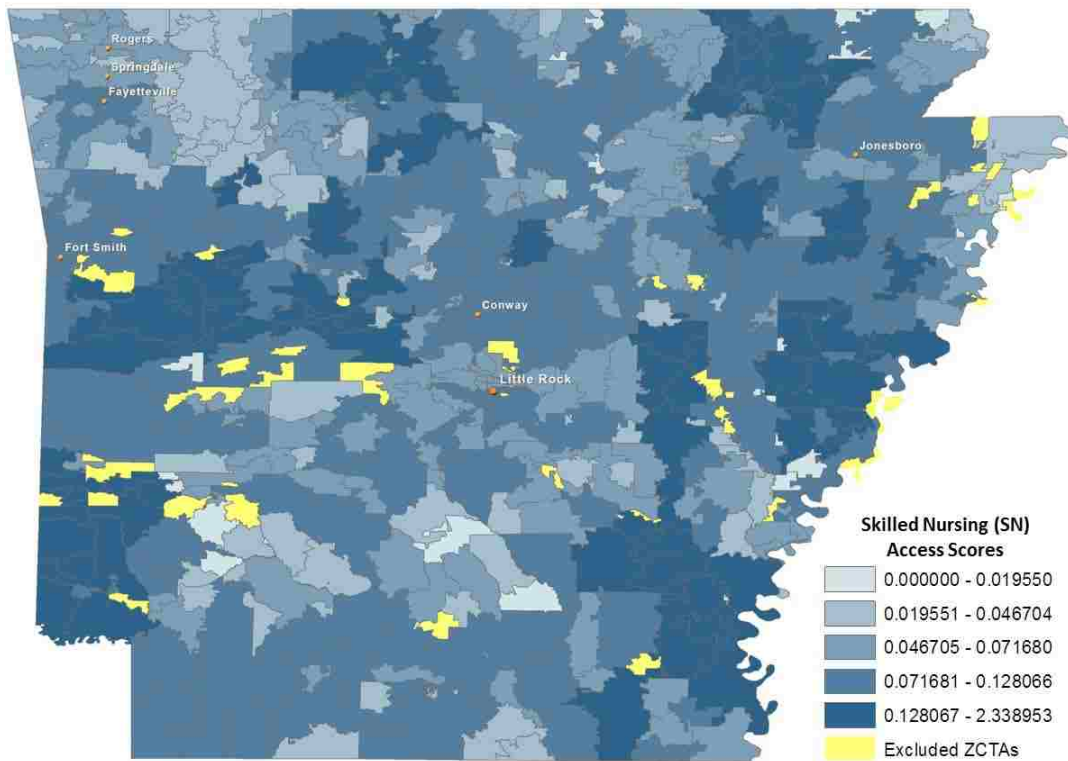 Rogers
Springdale
Fayetteville
Jonesboro
Fort Smith
Conway
Little Rock
Skilled Nursing (SN)
Access Scores
0.000000 - 0.019550
0.019551 - 0.046704
0.046705 - 0.071680
0.071681 - 0.128066
0.128067 - 2.338953
Excluded ZCTAs